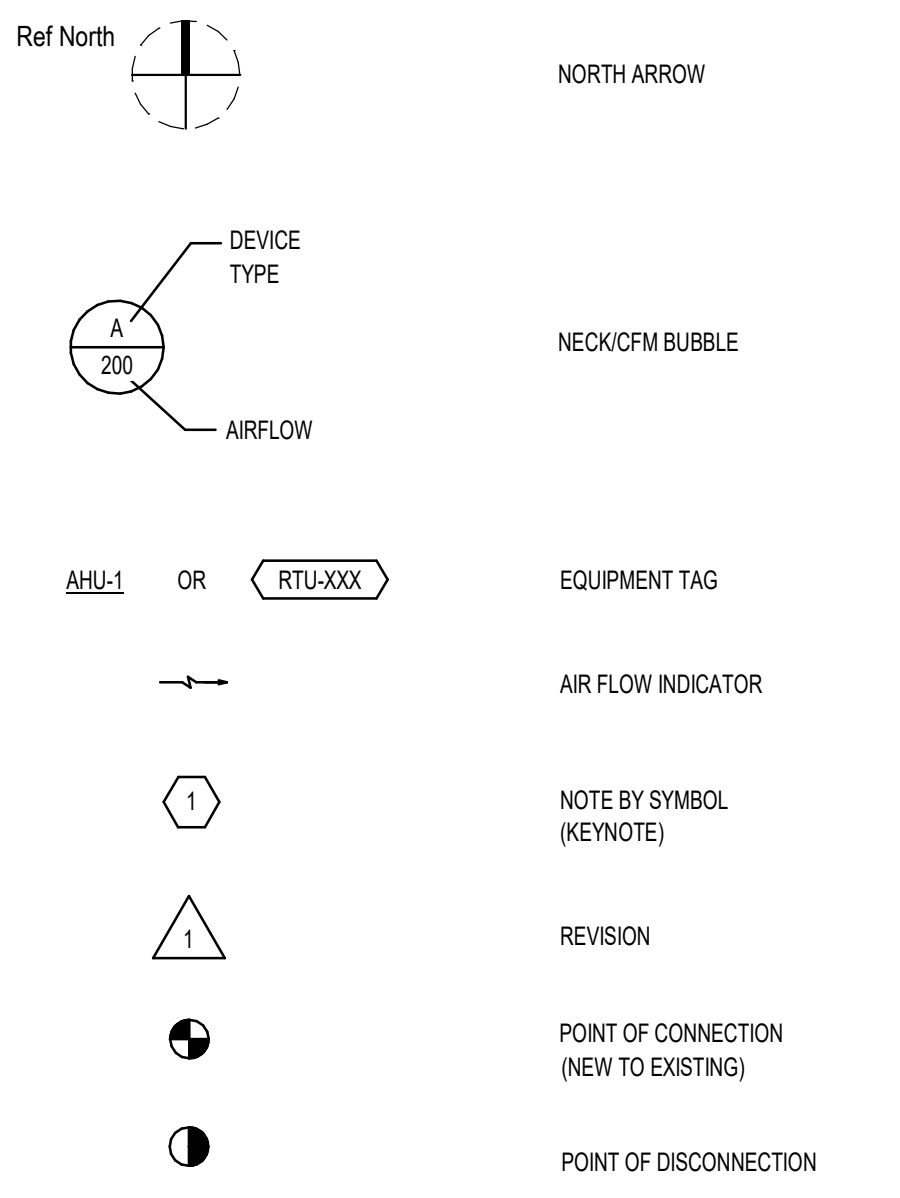 Ref North
NORTH ARROW
DEVICE
TYPE
A
200
AIRFLOW
NECK/CFM BUBBLE
AHU-1 OR RTU-XXX EQUIPMENT TAG
AIR FLOW INDICATOR
1
NOTE BY SYMBOL
(KEYNOTE)
1
REVISION
POINT OF CONNECTION
(NEW TO EXISTING)
POINT OF DISCONNECTION